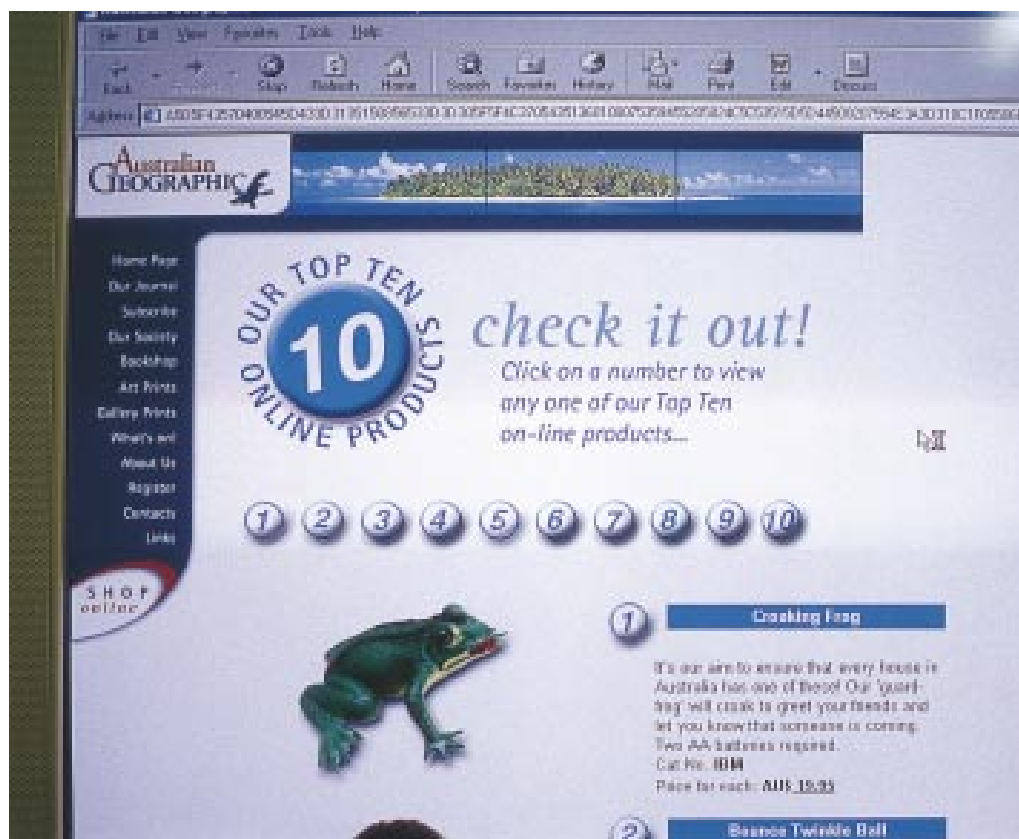 File Edit View Favorites Tools Help
Back Stop Refresh Home Search Favorites History Mail Print Edit Discuss
Address
Australian
GEOGRAPHIC
Home Page
Our Journal
Subscribe
Our Society
Bookshop
Art Prints
Gallery Prints
What's on!
About Us
Register
Contacts
Links
SHOP
online
OUR TOP TEN ONLINE PRODUCTS
10
check it out!
Click on a number to view
any one of our Top Ten
on-line products...
1 2 3 4 5 6 7 8 9 10
1 Croaking Frog
It's our aim to ensure that every house in
Australia has one of these! Our 'guard-
frog' will croak to greet your friends and
let you know that someone is coming.
Two AA batteries required.
Cat No.
Price for each: AU$ 19.95
2 Bounce Twinkle Ball